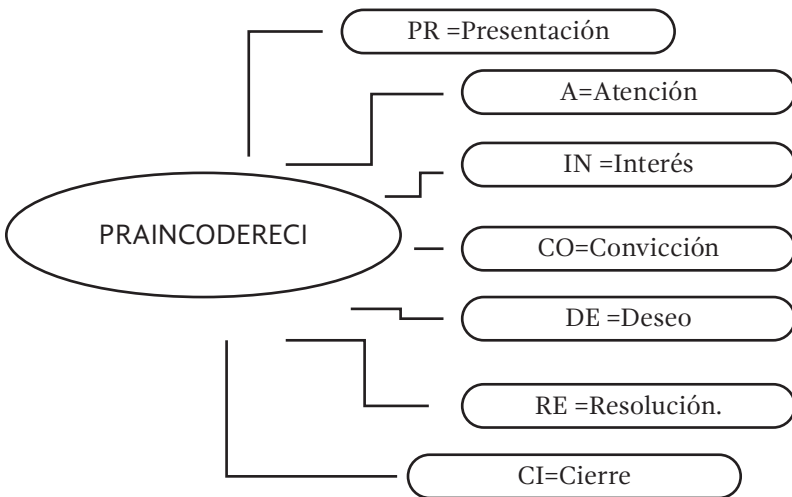 PR =Presentación
A=Atención
IN =Interés
PRAINCODERECI
CO=Convicción
DE =Deseo
RE =Resolución.
CI=Cierre